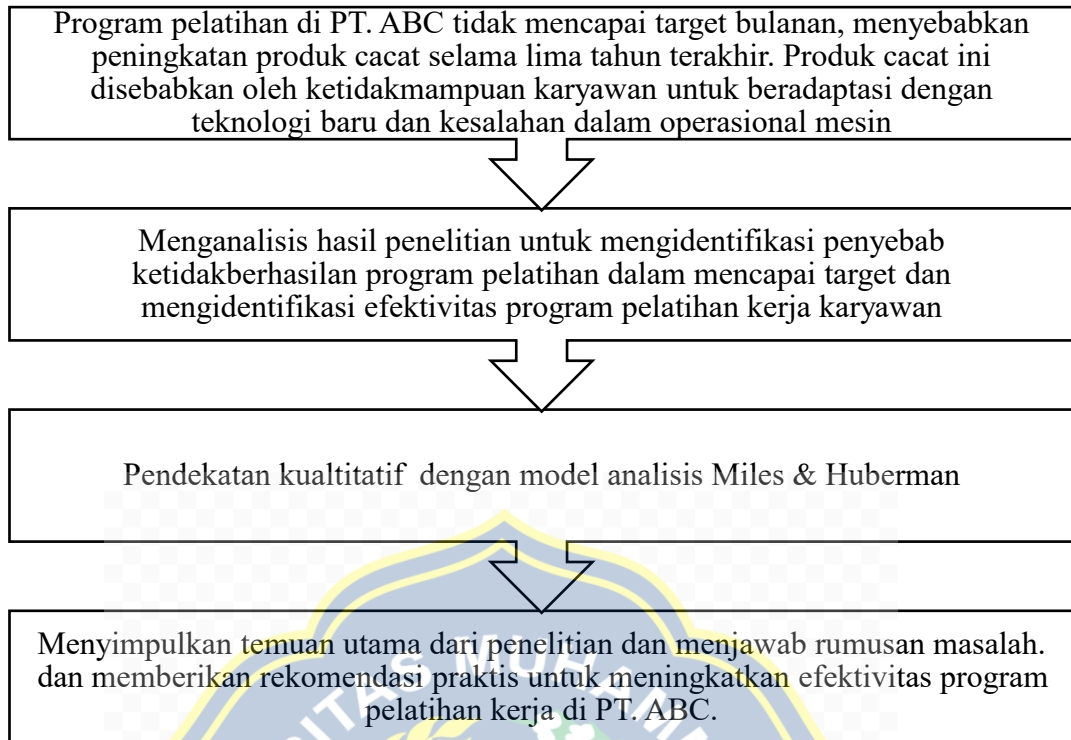 Program pelatihan di PT. ABC tidak mencapai target bulanan, menyebabkan
peningkatan produk cacat selama lima tahun terakhir. Produk cacat ini
disebabkan oleh ketidakmampuan karyawan untuk beradaptasi dengan
teknologi baru dan kesalahan dalam operasional mesin
Menganalisis hasil penelitian untuk mengidentifikasi penyebab
ketidakberhasilan program pelatihan dalam mencapai target dan
mengidentifikasi efektivitas program pelatihan kerja karyawan
Pendekatan kualtitatif dengan model analisis Miles & Huberman
Menyimpulkan temuan utama dari penelitian dan menjawab rumusan masalah.
dan memberikan rekomendasi praktis untuk meningkatkan efektivitas program
pelatihan kerja di PT. ABC.